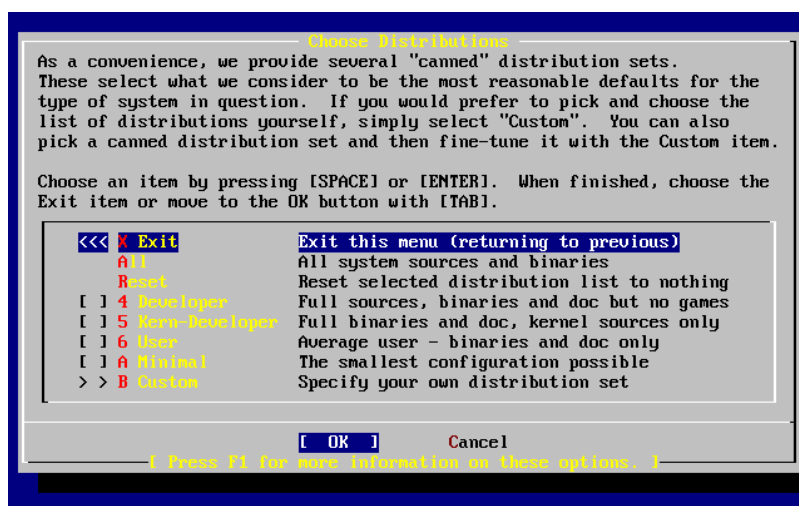 Choose Distributions
As a convenience, we provide several "canned" distribution sets.
These select what we consider to be the most reasonable defaults for the
type of system in question.  If you would prefer to pick and choose the
list of distributions yourself, simply select "Custom".  You can also
pick a canned distribution set and then fine-tune it with the Custom item.
Choose an item by pressing [SPACE] or [ENTER].  When finished, choose the
Exit item or move to the OK button with [TAB].
<<< X Exit Exit this menu (returning to previous)
All All system sources and binaries
Reset Reset selected distribution list to nothing
[ ] 4 Developer Full sources, binaries and doc but no games
[ ] 5 Kern-Developer Full binaries and doc, kernel sources only
[ ] 6 User Average user - binaries and doc only
[ ] A Minimal The smallest configuration possible
> > B Custom Specify your own distribution set
[ OK ] Cancel
[ Press F1 for more information on these options. ]